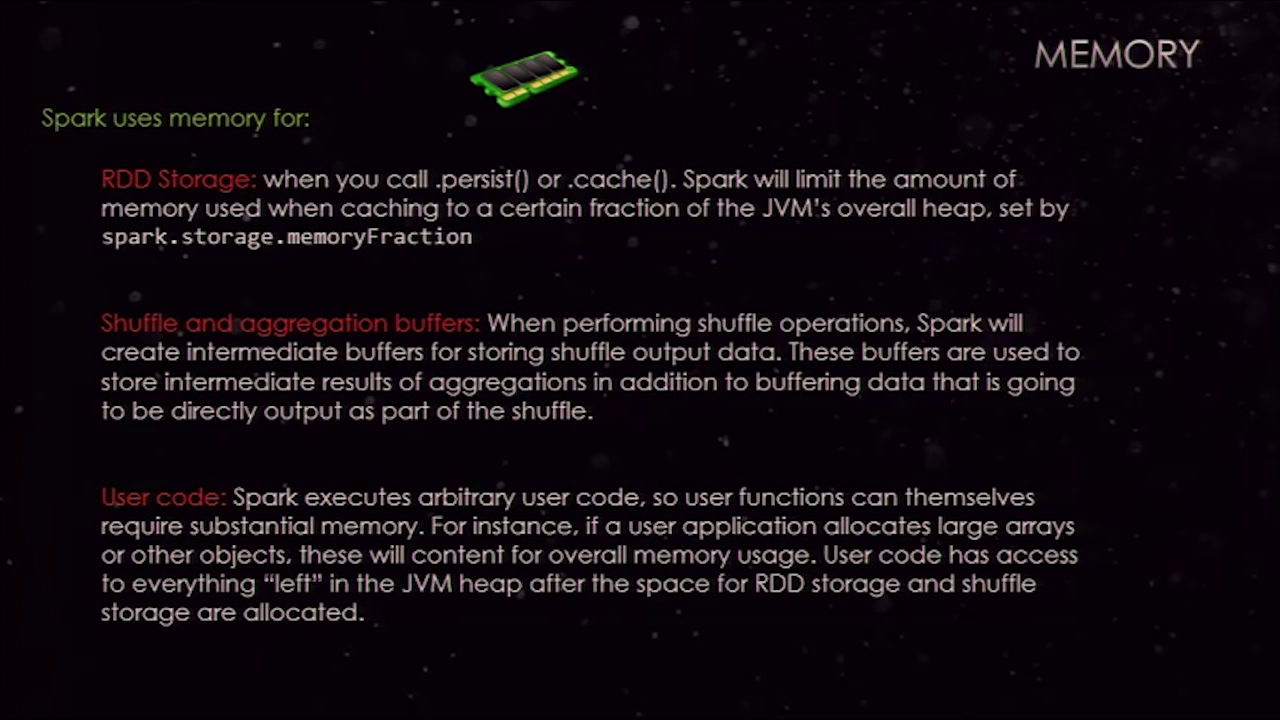 MEMORY
Spark uses memory for:
RDD Storage: when you call .persist() or .cache(). Spark will limit the amount of
memory used when caching to a certain fraction of the JVM's overall heap, set by
spark.storage.memoryFraction
Shuffle and aggregation buffers: When performing shuffle operations, Spark will
create intermediate buffers for storing shuffle output data. These buffers are used to
store intermediate results of aggregations in addition to buffering data that is going
to be directly output as part of the shuffle.
User code: Spark executes arbitrary user code, so user functions can themselves
require substantial memory. For instance, if a user application allocates large arrays
or other objects, these will content for overall memory usage. User code has access
to everything “left” in the JVM heap after the space for RDD storage and shuffle
storage are allocated.